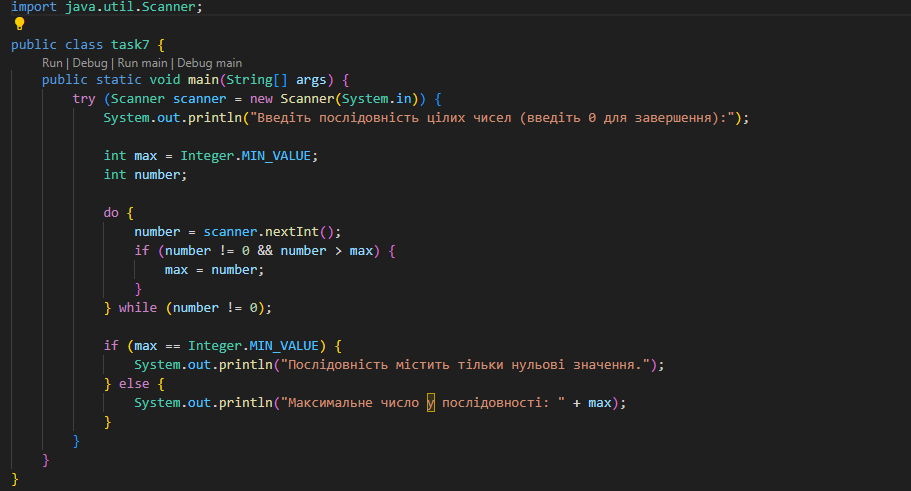 import java.util.Scanner;
public class task7 {
Run | Debug | Run main | Debug main
public static void main(String[] args) {
try (Scanner scanner = new Scanner(System.in)) {
System.out.println("Введіть послідовність цілих чисел (введіть 0 для завершення):");
int max = Integer.MIN_VALUE;
int number;
do {
number = scanner.nextInt();
if (number != 0 && number > max) {
max = number;
}
} while (number != 0);
if (max == Integer.MIN_VALUE) {
System.out.println("Послідовність містить тільки нульові значення.");
} else {
System.out.println("Максимальне число у послідовності: " + max);
}
}
}
}